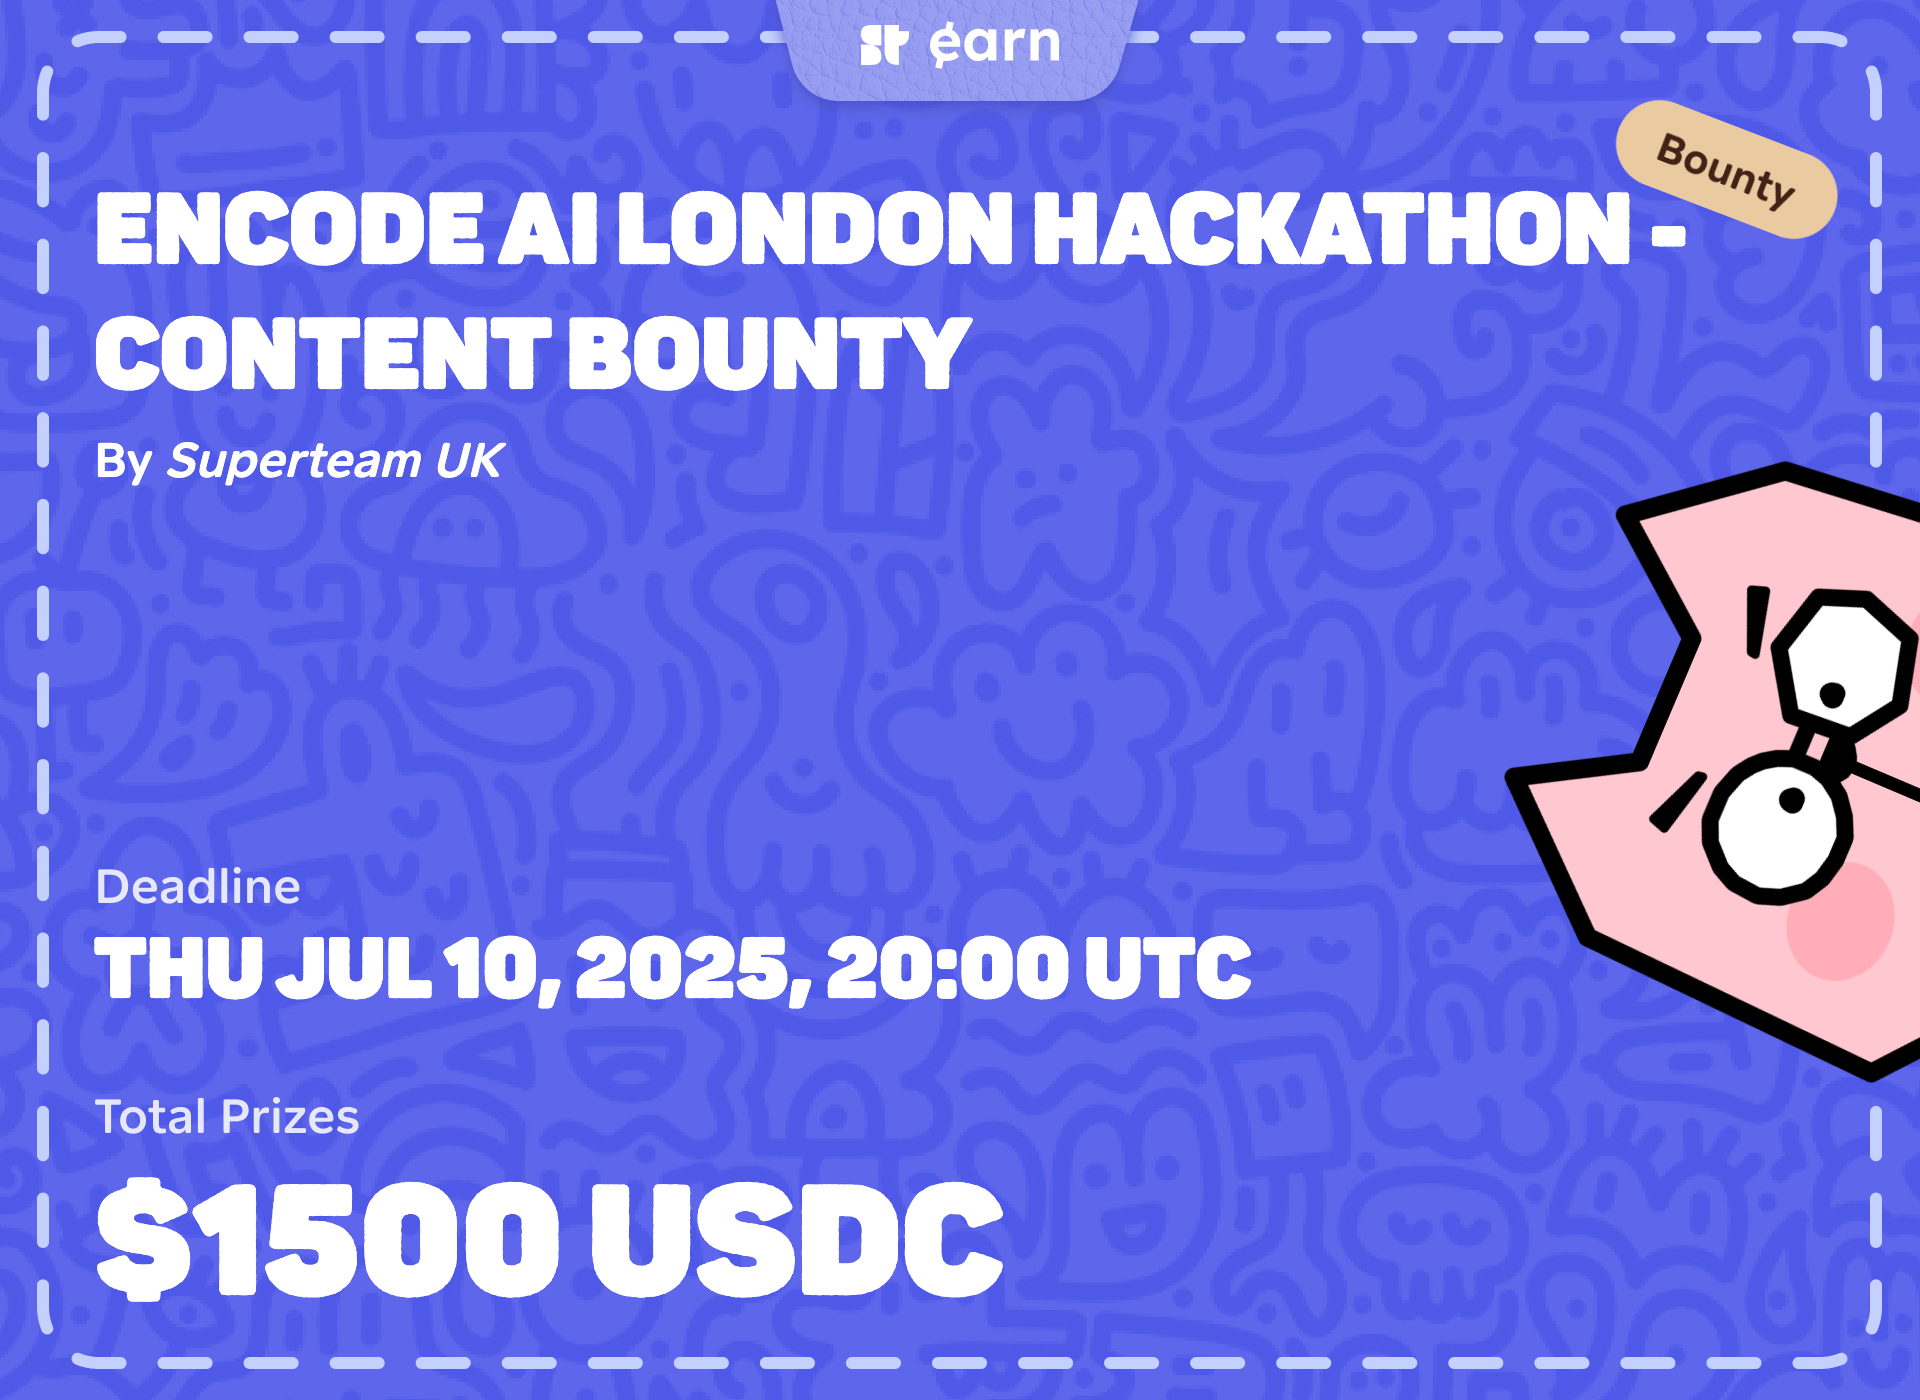 ST earn
Bounty
ENCODE AI LONDON HACKATHON -
CONTENT BOUNTY
By Superteam UK
Deadline
THU JUL 10, 2025, 20:00 UTC
Total Prizes
$1500 USDC